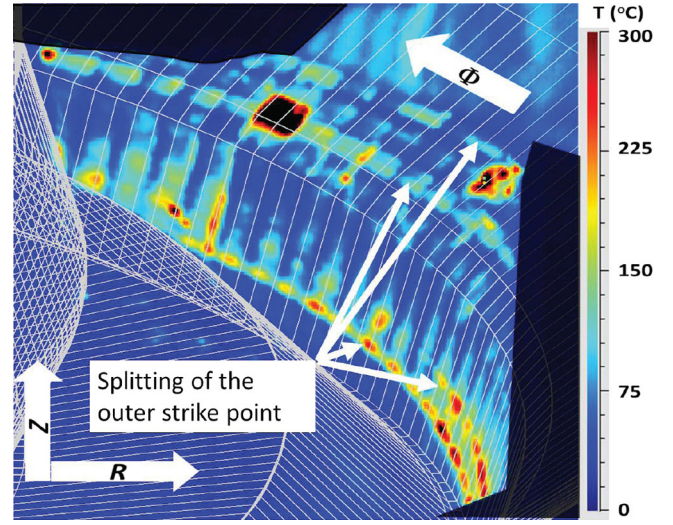 T (°C)
300
Φ
225
150
Splitting of the
outer strike point
75
Z
R
0